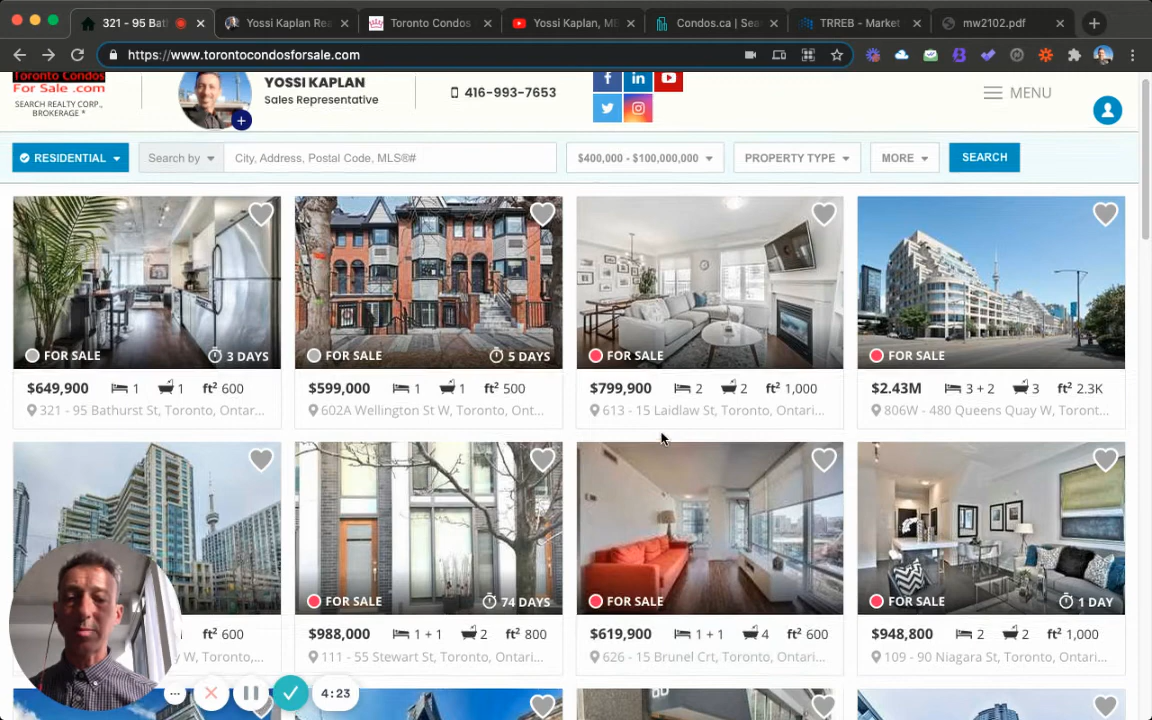 321 - 95 Bat
Yossi Kaplan Rea
Toronto Condos
Yossi Kaplan, MB
Condos.ca | Sea
TRREB - Market
mw2102.pdf
https://www.torontocondosforsale.com
Toronto Condos
For Sale .com
SEARCH REALTY CORP.,
BROKERAGE *
YOSSI KAPLAN
Sales Representative
416-993-7653
MENU
RESIDENTIAL
Search by
City, Address, Postal Code, MLS®#
$400,000 - $100,000,000
PROPERTY TYPE
MORE
SEARCH
FOR SALE 3 DAYS
FOR SALE 5 DAYS
FOR SALE
FOR SALE
$649,900 1 1 ft² 600
321 - 95 Bathurst St, Toronto, Ontar...
$599,000 1 1 ft² 500
602A Wellington St W, Toronto, Ont...
$799,900 2 2 ft² 1,000
613 - 15 Laidlaw St, Toronto, Ontari...
$2.43M 3 + 2 3 ft² 2.3K
806W - 480 Queens Quay W, Toront...
FOR SALE 74 DAYS
FOR SALE
FOR SALE 1 DAY
1 ft² 600
W, Toronto,
$988,000 1 + 1 2 ft² 800
111 - 55 Stewart St, Toronto, Ontari...
$619,900 1 + 1 4 ft² 600
626 - 15 Brunel Crt, Toronto, Ontari...
$948,800 2 2 ft² 1,000
109 - 90 Niagara St, Toronto, Ontari...
4:23